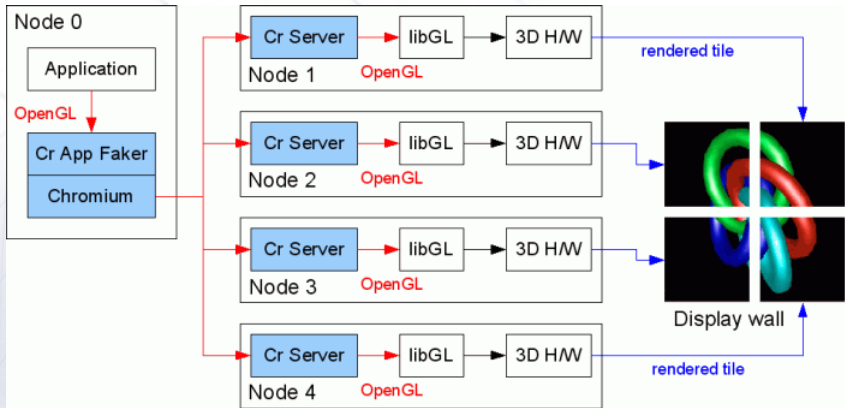 Node 0
Application
OpenGL
Cr App Faker
Chromium
Cr Server
libGL
3D H/W
OpenGL
Node 1
rendered tile
Cr Server
libGL
3D H/W
OpenGL
Node 2
Cr Server
libGL
3D H/W
OpenGL
Node 3
Cr Server
libGL
3D H/W
OpenGL
Node 4
rendered tile
Display wall